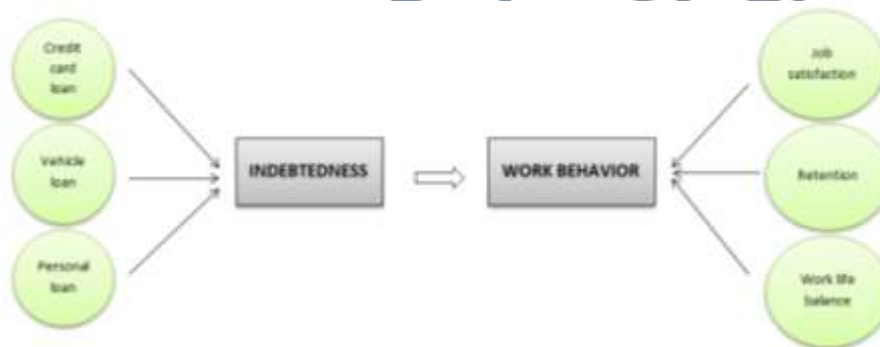 Credit
card
loan
Vehicle
loan
Personal
loan
INDEBTEDNESS
WORK BEHAVIOR
Job
satisfaction
Retention
Work life
balance